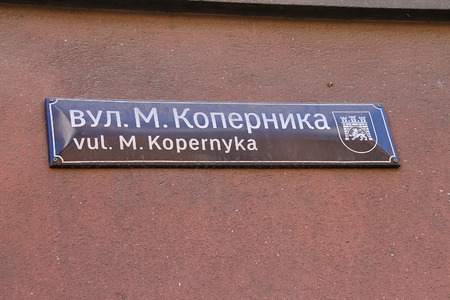 вул. М. Коперника
vul. M. Kopernyka